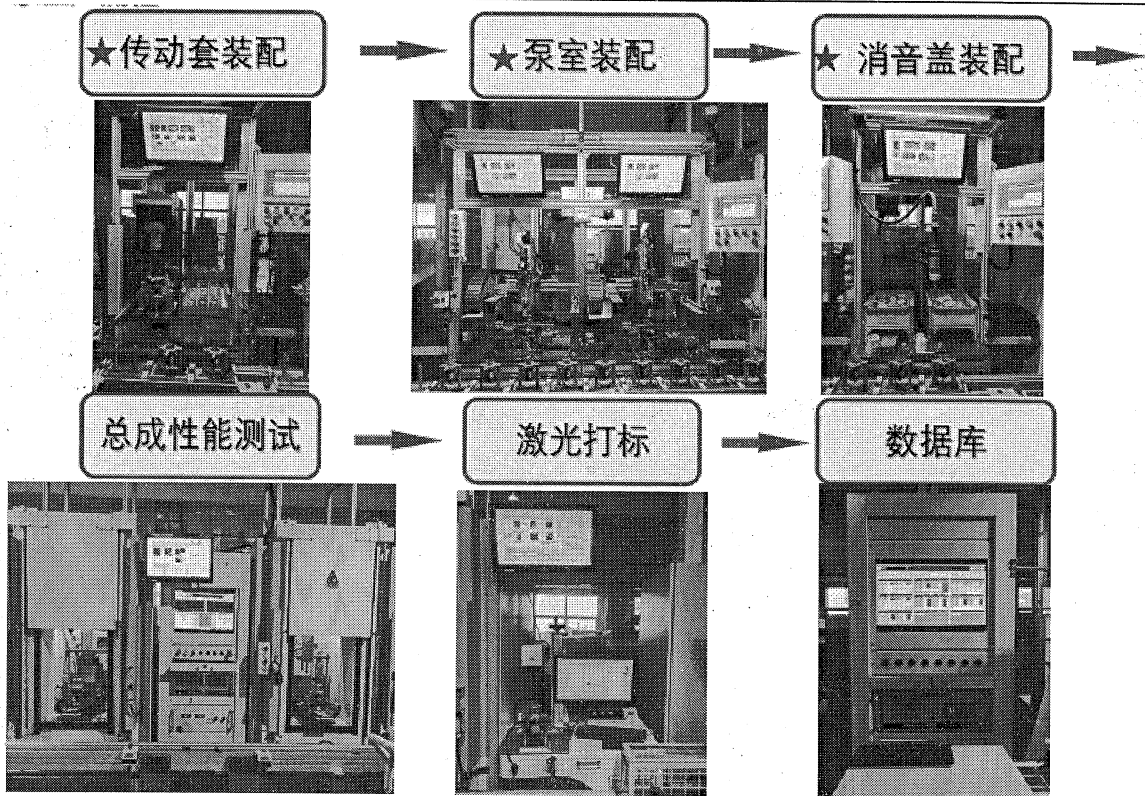 ★传动套装配
★泵室装配
★ 消音盖装配
总成性能测试
激光打标
数据库